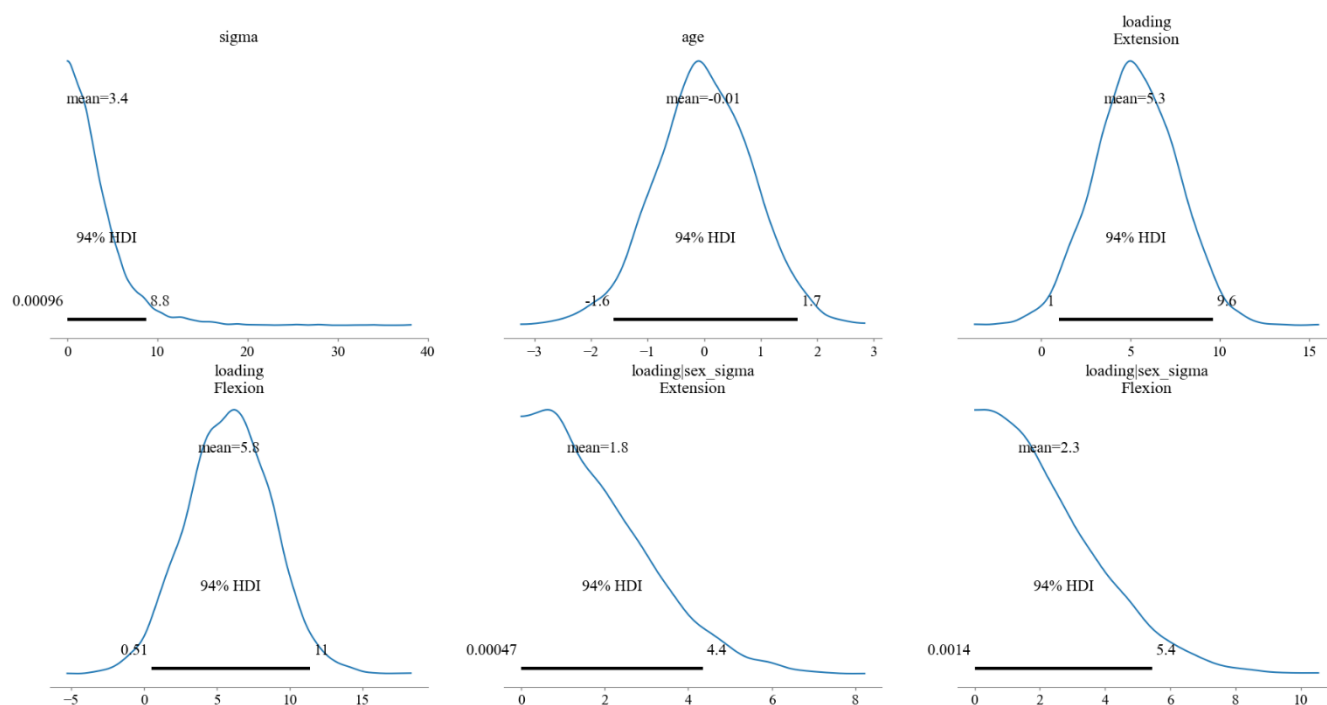 sigma
mean=3.4
94% HDI
0.00096 8.8
0 10 20 30 40
age
mean=-0.01
94% HDI
-1.6 1.7
−3 −2 −1 0 1 2 3
loading
Extension
mean=5.3
94% HDI
1 9.6
0 5 10 15
loading
Flexion
mean=5.8
94% HDI
0.51 11
−5 0 5 10 15
loading|sex_sigma
Extension
mean=1.8
94% HDI
0.00047 4.4
0 2 4 6 8
loading|sex_sigma
Flexion
mean=2.3
94% HDI
0.0014 5.4
0 2 4 6 8 10